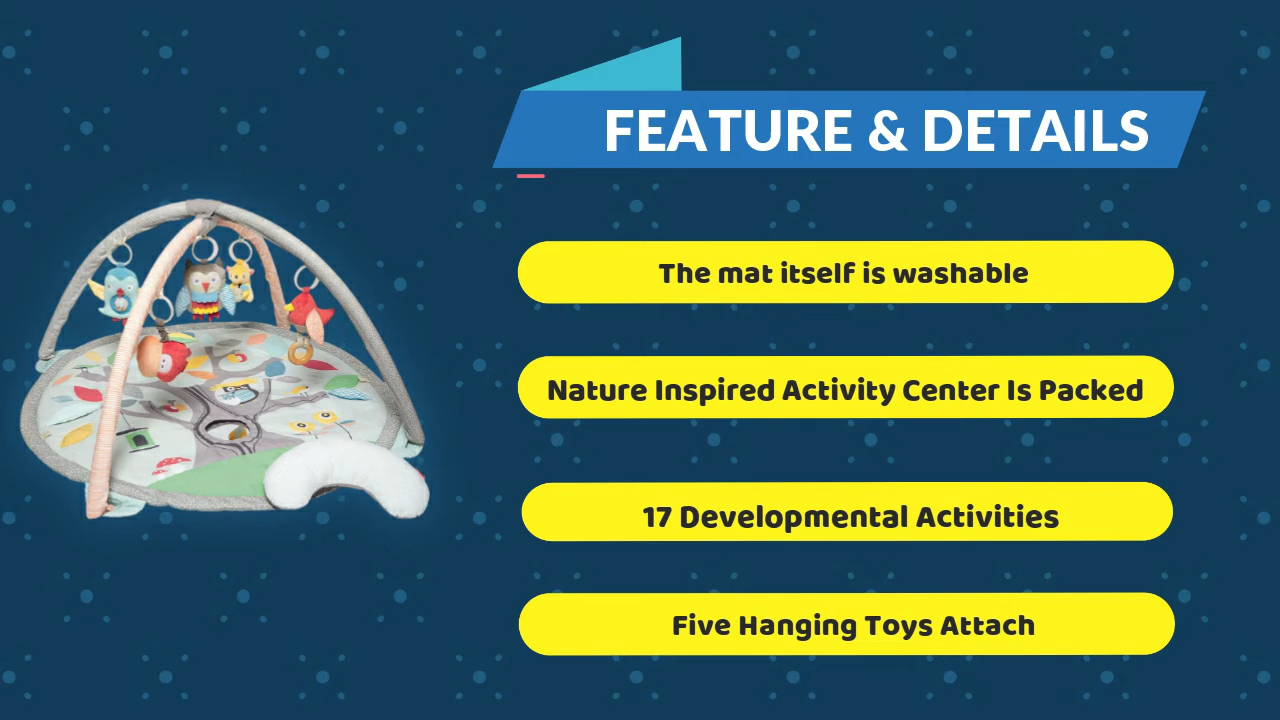 FEATURE & DETAILS
The mat itself is washable
Nature Inspired Activity Center Is Packed
17 Developmental Activities
Five Hanging Toys Attach